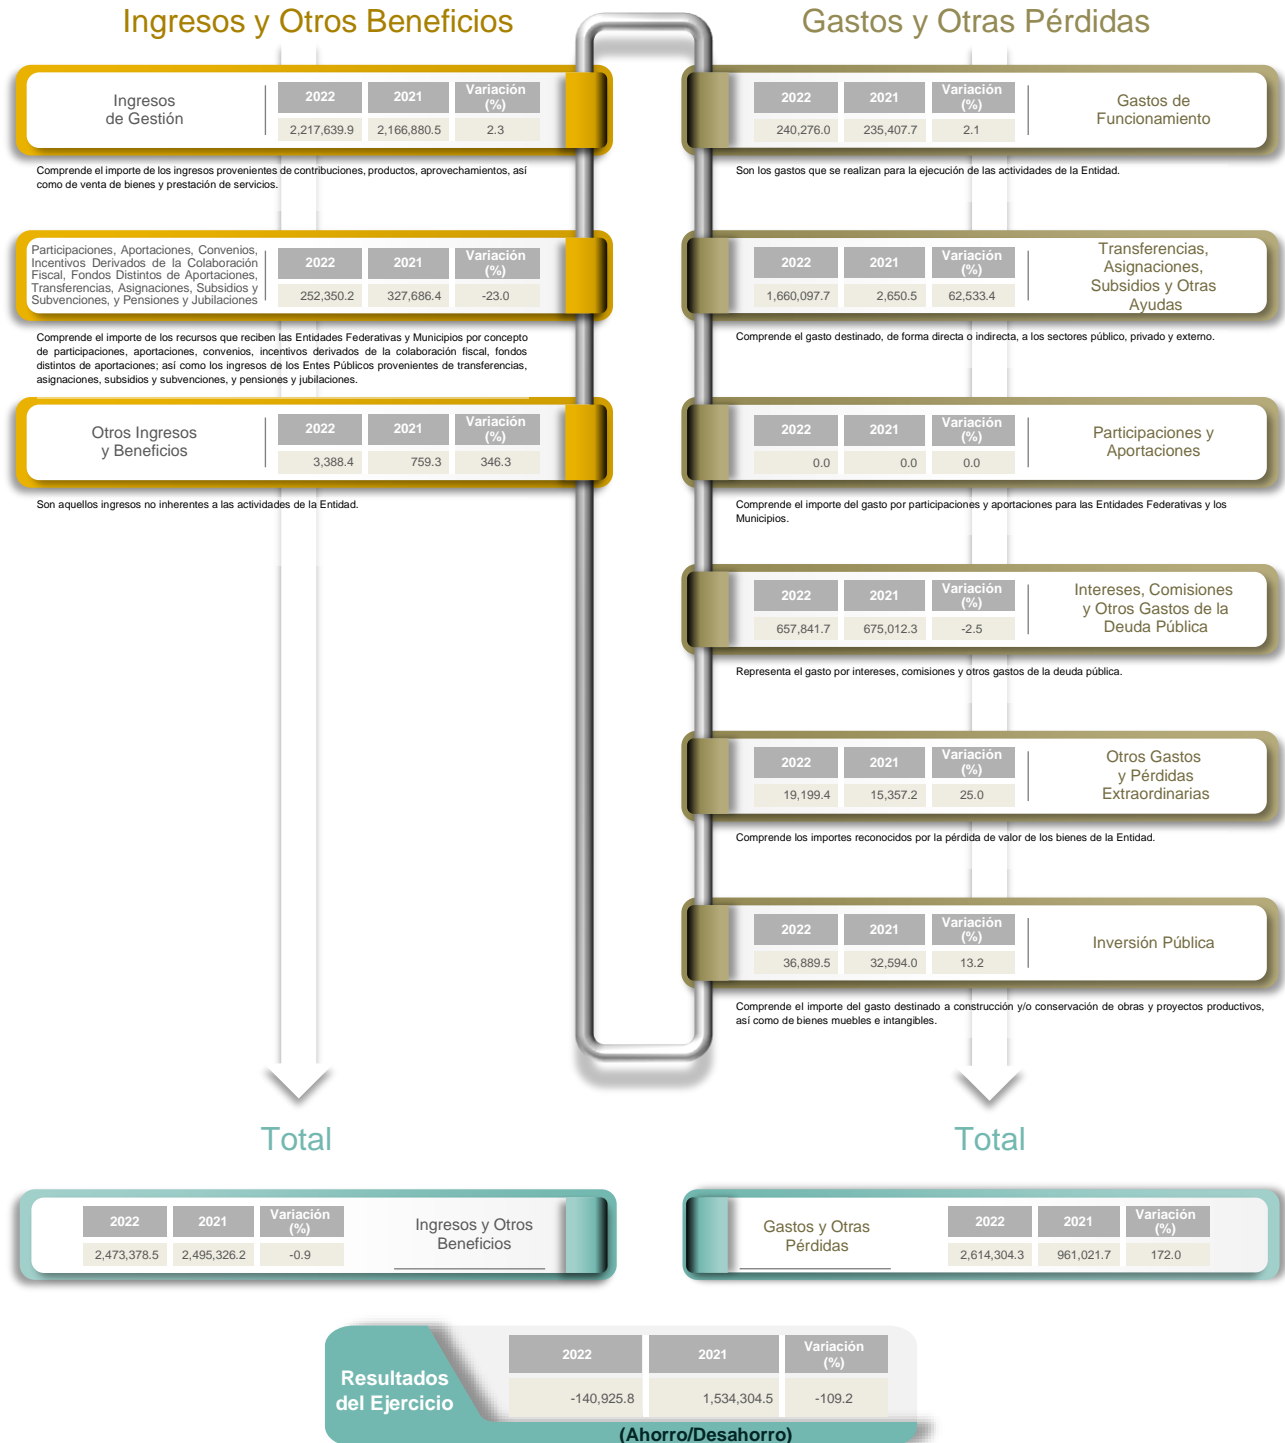 Ingresos y Otros Beneficios
Ingresos
de Gestión
2022 2021 Variación (%)
2,217,639.9 2,166,880.5 2.3
Comprende el importe de los ingresos provenientes de contribuciones, productos, aprovechamientos, así
como de venta de bienes y prestación de servicios.
Participaciones, Aportaciones, Convenios,
Incentivos Derivados de la Colaboración
Fiscal, Fondos Distintos de Aportaciones,
Transferencias, Asignaciones, Subsidios y
Subvenciones, y Pensiones y Jubilaciones
2022 2021 Variación (%)
252,350.2 327,686.4 -23.0
Comprende el importe de los recursos que reciben las Entidades Federativas y Municipios por concepto
de participaciones, aportaciones, convenios, incentivos derivados de la colaboración fiscal, fondos
distintos de aportaciones; así como los ingresos de los Entes Públicos provenientes de transferencias,
asignaciones, subsidios y subvenciones, y pensiones y jubilaciones.
Otros Ingresos
y Beneficios
2022 2021 Variación (%)
3,388.4 759.3 346.3
Son aquellos ingresos no inherentes a las actividades de la Entidad.
Total
2022 2021 Variación (%)
2,473,378.5 2,495,326.2 -0.9
Ingresos y Otros
Beneficios
Gastos y Otras Pérdidas
2022 2021 Variación (%)
240,276.0 235,407.7 2.1
Gastos de
Funcionamiento
Son los gastos que se realizan para la ejecución de las actividades de la Entidad.
2022 2021 Variación (%)
1,660,097.7 2,650.5 62,533.4
Transferencias,
Asignaciones,
Subsidios y Otras
Ayudas
Comprende el gasto destinado, de forma directa o indirecta, a los sectores público, privado y externo.
2022 2021 Variación (%)
0.0 0.0 0.0
Participaciones y
Aportaciones
Comprende el importe del gasto por participaciones y aportaciones para las Entidades Federativas y los
Municipios.
2022 2021 Variación (%)
657,841.7 675,012.3 -2.5
Intereses, Comisiones
y Otros Gastos de la
Deuda Pública
Representa el gasto por intereses, comisiones y otros gastos de la deuda pública.
2022 2021 Variación (%)
19,199.4 15,357.2 25.0
Otros Gastos
y Pérdidas
Extraordinarias
Comprende los importes reconocidos por la pérdida de valor de los bienes de la Entidad.
2022 2021 Variación (%)
36,889.5 32,594.0 13.2
Inversión Pública
Comprende el importe del gasto destinado a construcción y/o conservación de obras y proyectos productivos,
así como de bienes muebles e intangibles.
Total
Gastos y Otras
Pérdidas
2022 2021 Variación (%)
2,614,304.3 961,021.7 172.0
Resultados
del Ejercicio
2022 2021 Variación (%)
-140,925.8 1,534,304.5 -109.2
(Ahorro/Desahorro)